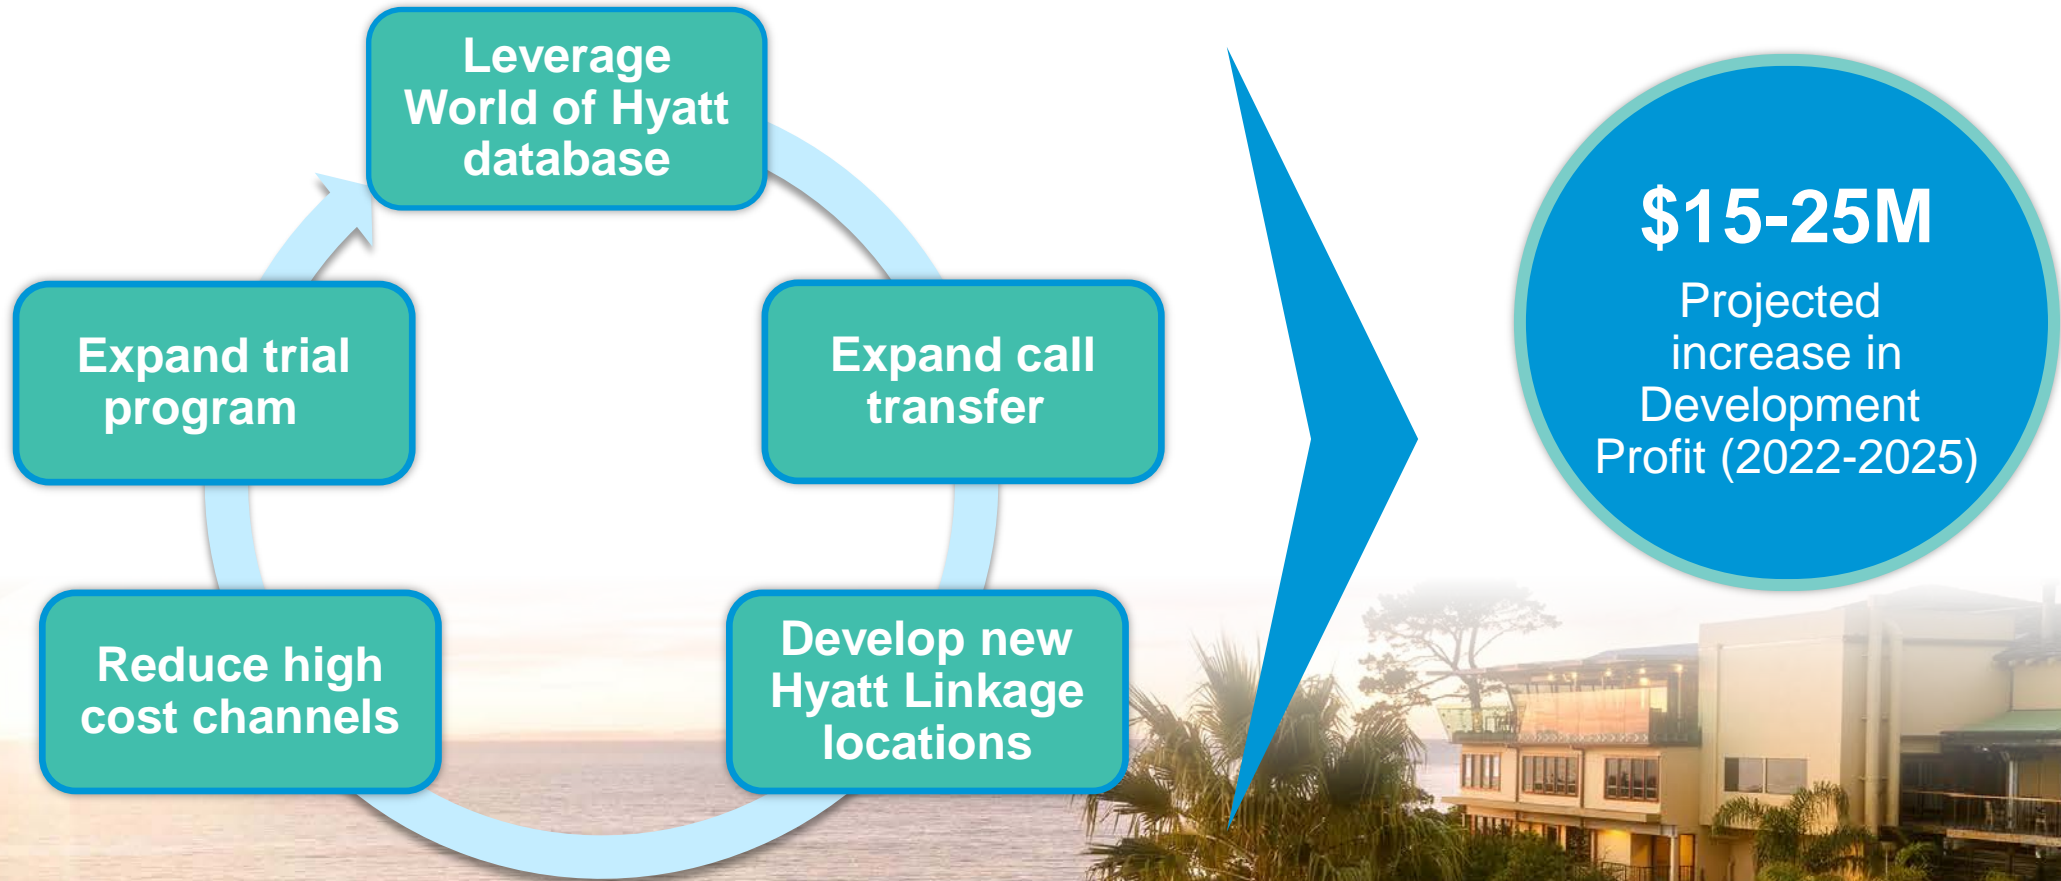 Leverage
World of Hyatt
database
Expand call
transfer
Develop new
Hyatt Linkage
locations
Reduce high
cost channels
Expand trial
program
$15-25M
Projected
increase in
Development
Profit (2022-2025)